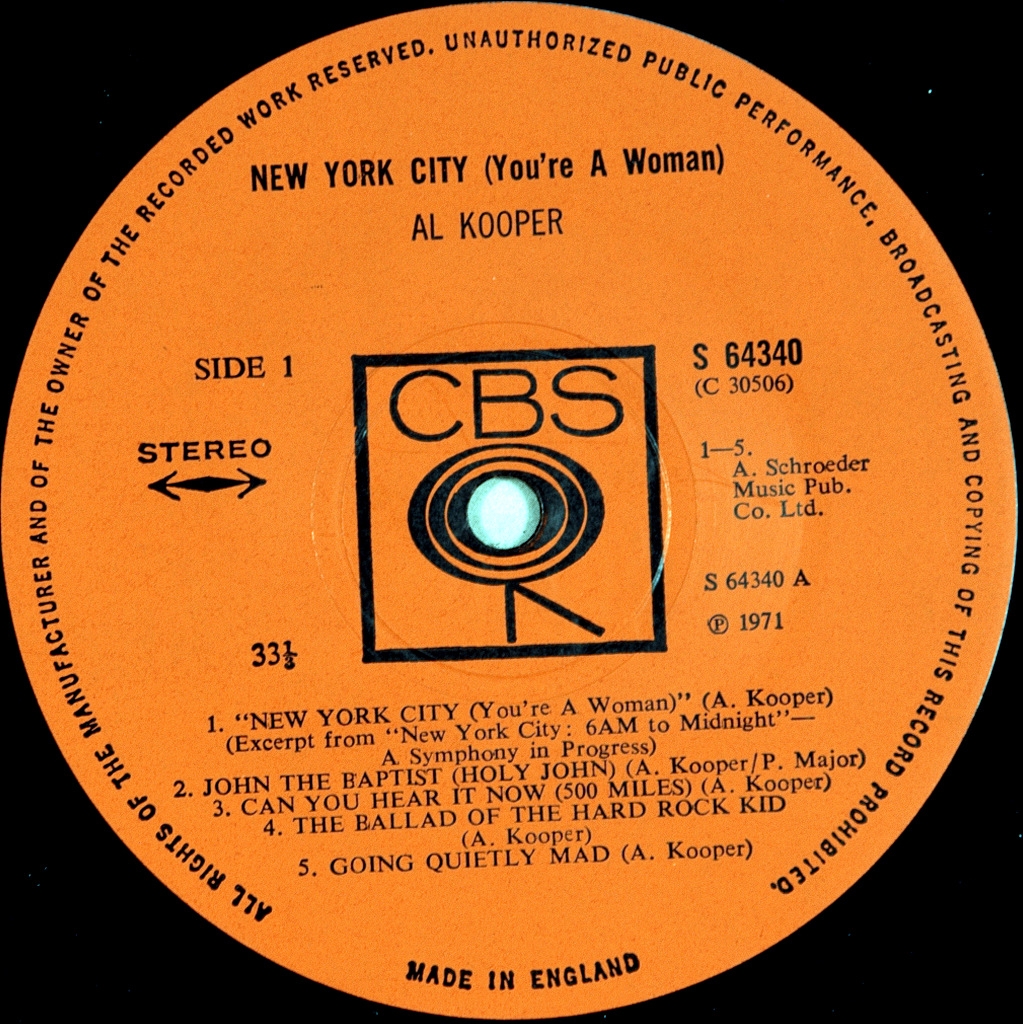 ALL RIGHTS OF THE MANUFACTURER AND OF THE OWNER OF THE RECORDED WORK RESERVED. UNAUTHORIZED PUBLIC PERFORMANCE, BROADCASTING AND COPYING OF THIS RECORD PROHIBITED.
NEW YORK CITY (You're A Woman)
AL KOOPER
SIDE 1
STEREO
33⅓
CBS
S 64340
(C 30506)
1—5.
A. Schroeder
Music Pub.
Co. Ltd.
S 64340 A
℗ 1971
1. “NEW YORK CITY (You're A Woman)” (A. Kooper)
(Excerpt from “New York City: 6AM to Midnight”—
A Symphony in Progress)
2. JOHN THE BAPTIST (HOLY JOHN) (A. Kooper/P. Major)
3. CAN YOU HEAR IT NOW (500 MILES) (A. Kooper)
4. THE BALLAD OF THE HARD ROCK KID
(A. Kooper)
5. GOING QUIETLY MAD (A. Kooper)
MADE IN ENGLAND